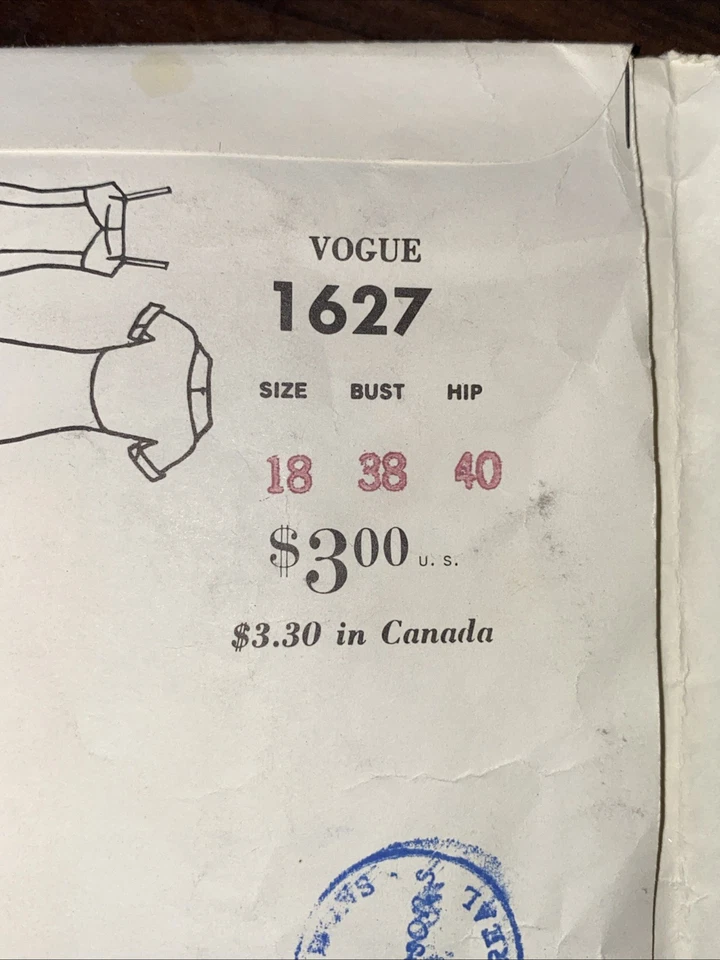 VOGUE
1627
SIZE BUST HIP
18 38 40
$3.00 U. S.
$3.30 in Canada